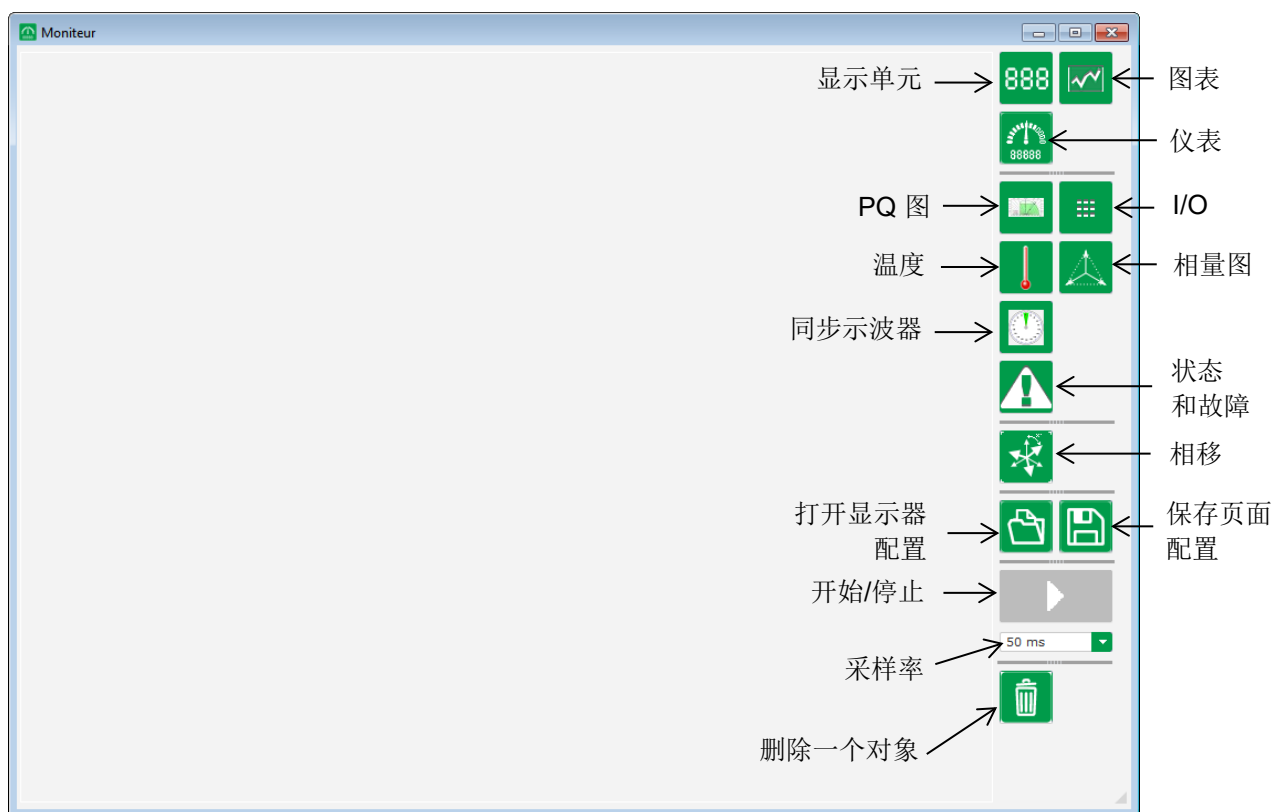 Moniteur
显示单元
888
图表
88888
仪表
PQ 图
I/O
温度
相量图
同步示波器
状态
和故障
相移
打开显示器
配置
保存页面
配置
开始/停止
50 ms
采样率
删除一个对象